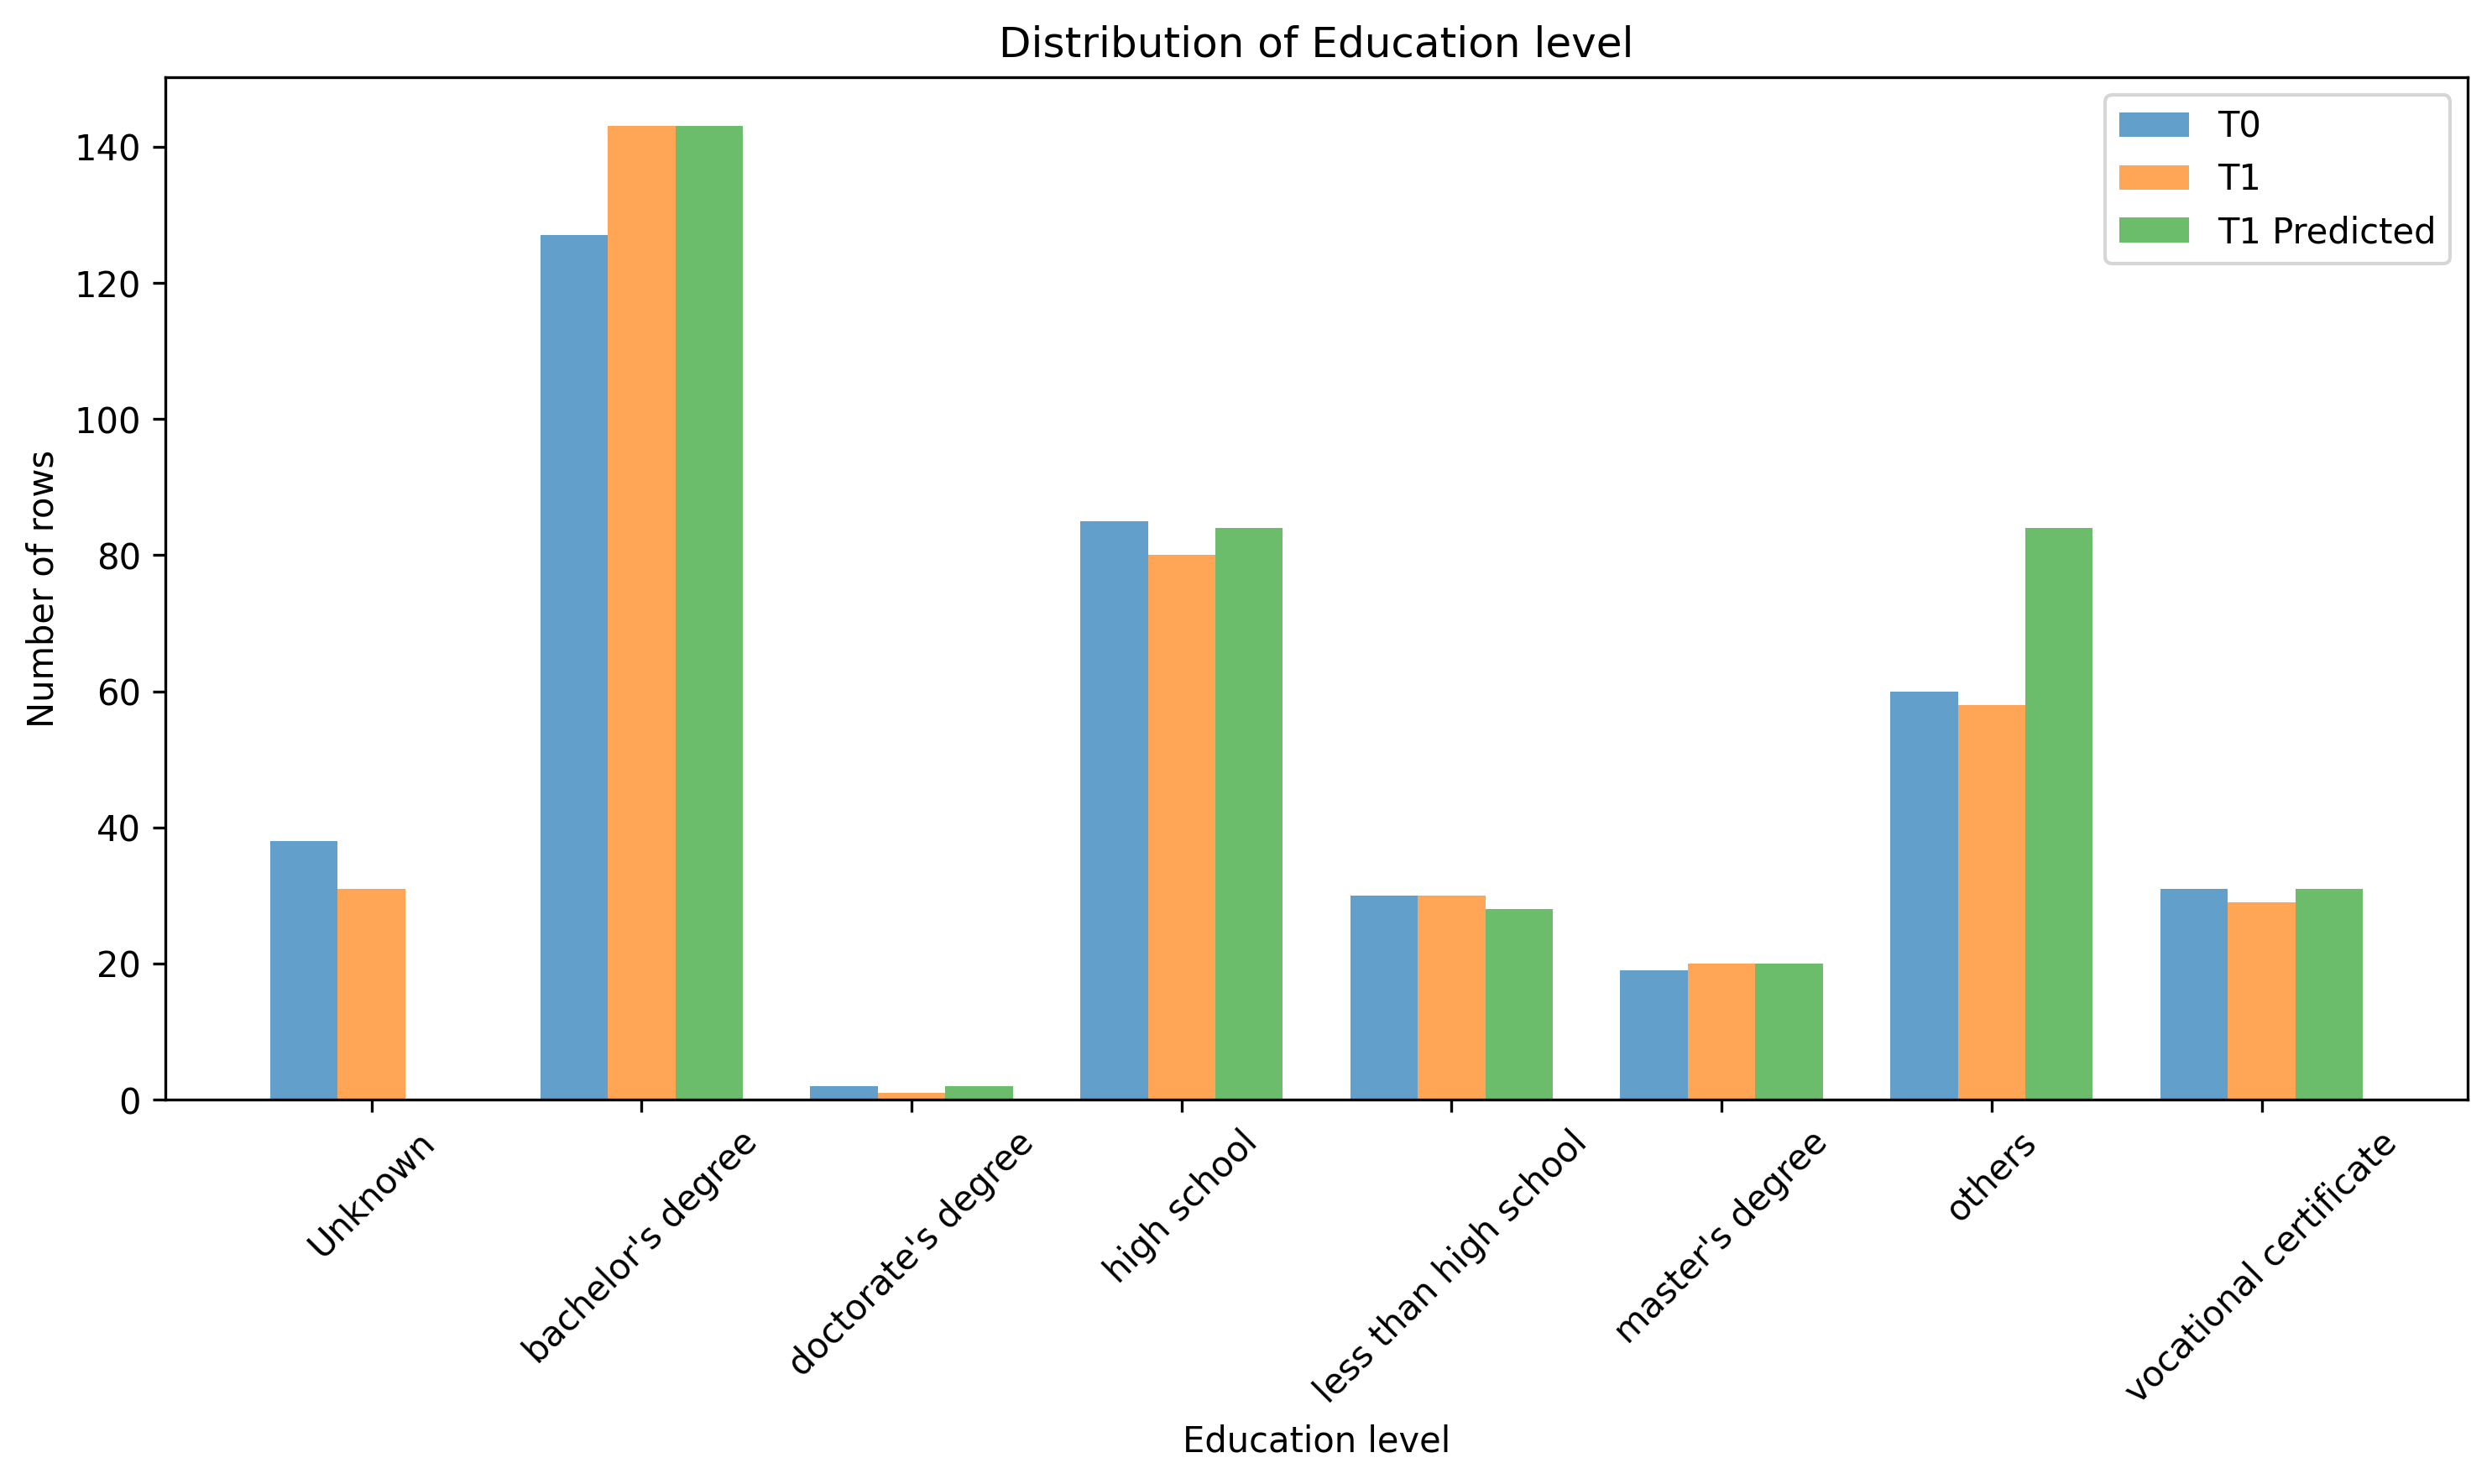 Distribution of Education level
T0
T1
T1 Predicted
Number of rows
140
120
100
80
60
40
20
0
Unknown
bachelor's degree
doctorate's degree
high school
less than high school
master's degree
others
vocational certificate
Education level